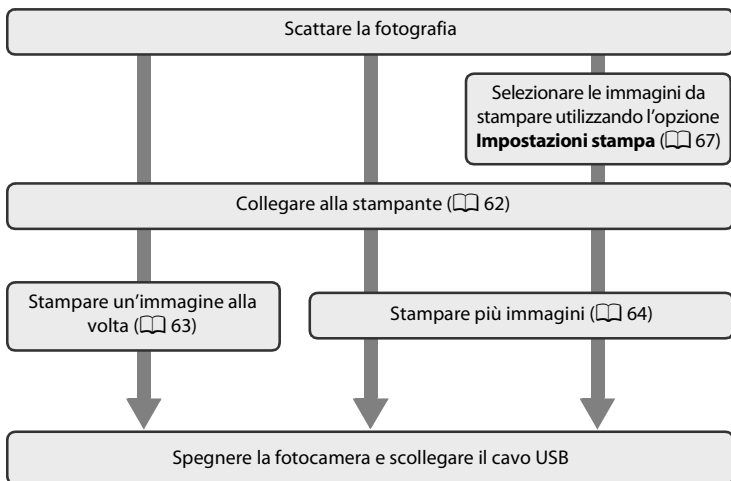 Scattare la fotografia
Selezionare le immagini da
stampare utilizzando l'opzione
Impostazioni stampa (📖 67)
Collegare alla stampante (📖 62)
Stampare un'immagine alla
volta (📖 63)
Stampare più immagini (📖 64)
Spegnere la fotocamera e scollegare il cavo USB